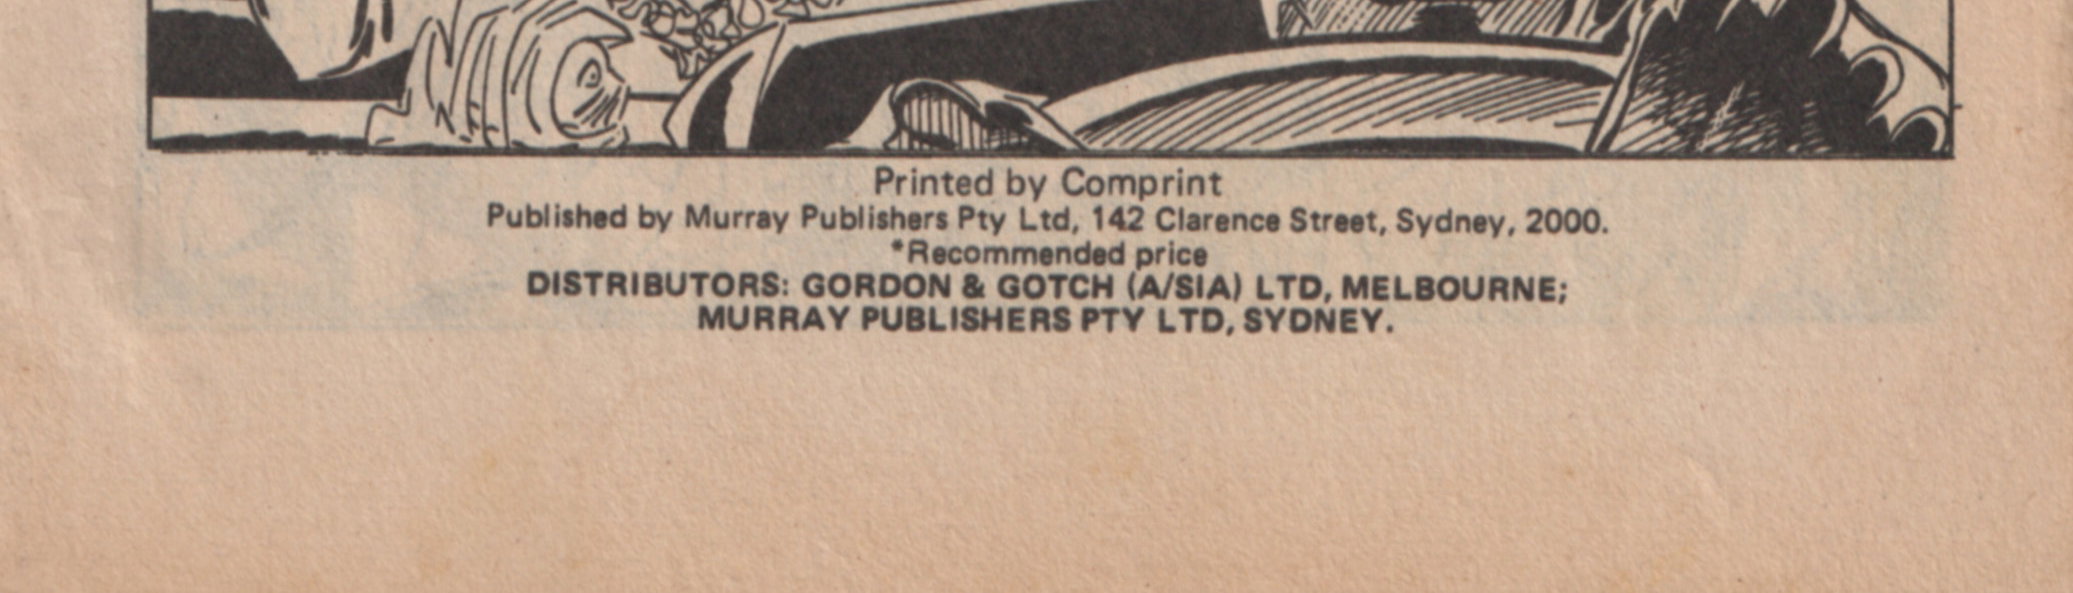 Printed by Comprint
Published by Murray Publishers Pty Ltd, 142 Clarence Street, Sydney, 2000.
*Recommended price
DISTRIBUTORS: GORDON & GOTCH (A/SIA) LTD, MELBOURNE;
MURRAY PUBLISHERS PTY LTD, SYDNEY.